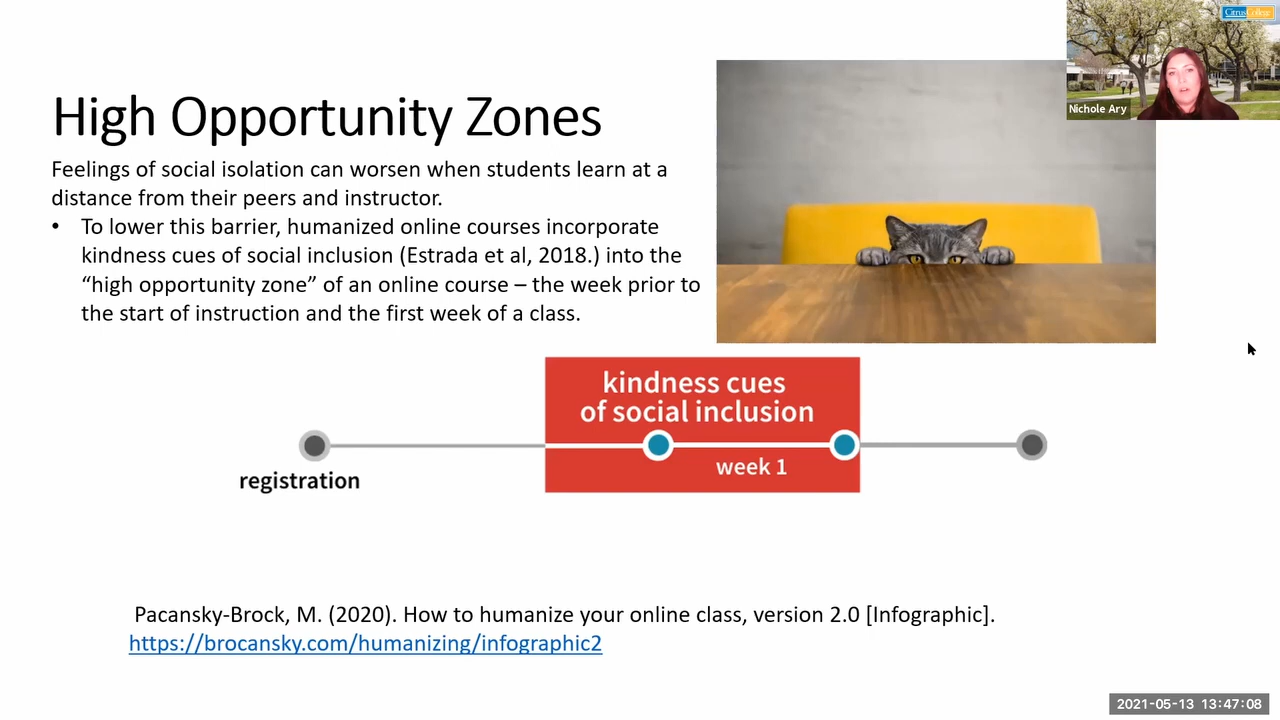 CitrusCollege
Nichole Ary
High Opportunity Zones
Feelings of social isolation can worsen when students learn at a
distance from their peers and instructor.
• To lower this barrier, humanized online courses incorporate
kindness cues of social inclusion (Estrada et al, 2018.) into the
“high opportunity zone” of an online course – the week prior to
the start of instruction and the first week of a class.
kindness cues
of social inclusion
week 1
registration
Pacansky-Brock, M. (2020). How to humanize your online class, version 2.0 [Infographic].
https://brocansky.com/humanizing/infographic2
2021-05-13 13:47:08